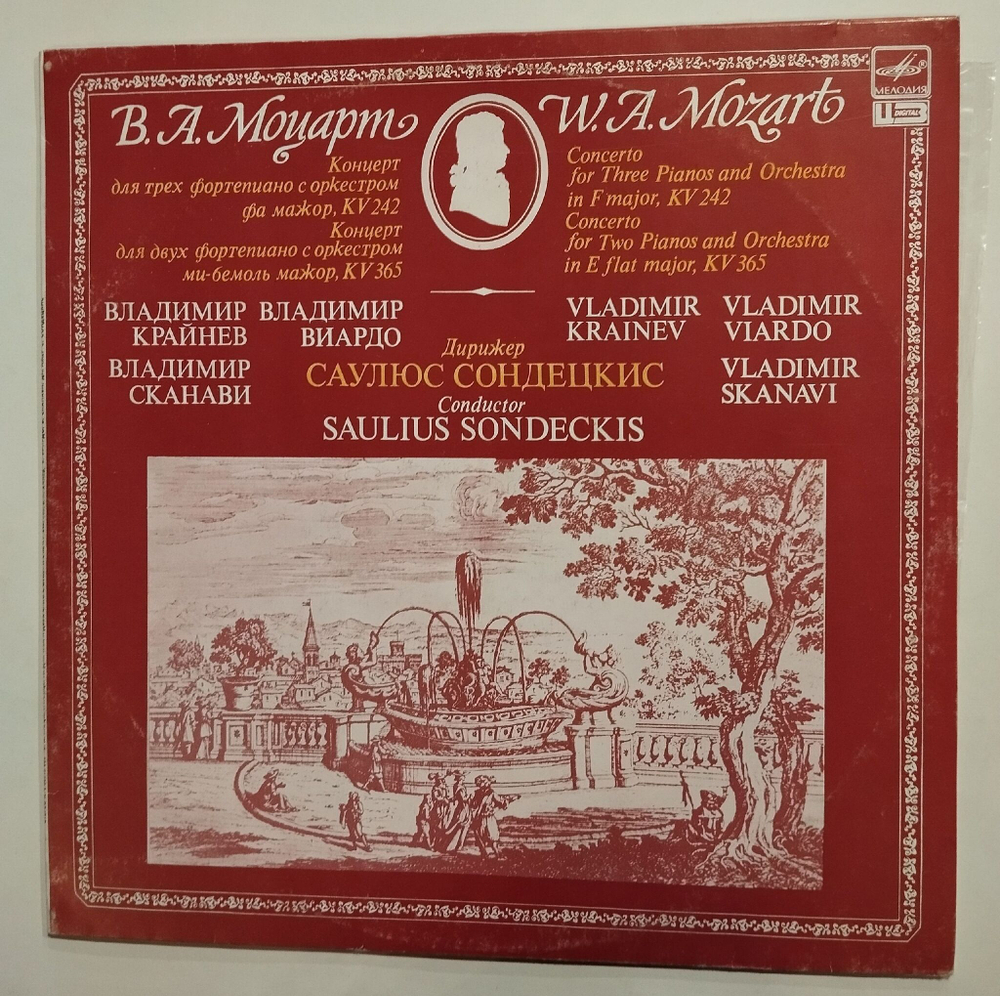 В. А. Моцарт
Концерт
для трех фортепиано с оркестром
фа мажор, KV 242
Концерт
для двух фортепиано с оркестром
ми-бемоль мажор, KV 365
W. A. Mozart
Concerto
for Three Pianos and Orchestra
in F major, KV 242
Concerto
for Two Pianos and Orchestra
in E flat major, KV 365
МЕЛОДИЯ
ЦЗ DIGITAL
ВЛАДИМИР
КРАЙНЕВ
ВЛАДИМИР
ВИАРДО
ВЛАДИМИР
СКАНАВИ
VLADIMIR
KRAINEV
VLADIMIR
VIARDO
VLADIMIR
SKANAVI
Дирижер
САУЛЮС СОНДЕЦКИС
Conductor
SAULIUS SONDECKIS